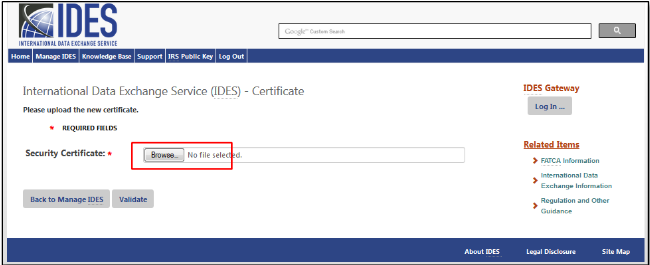 IDES
INTERNATIONAL DATA EXCHANGE SERVICE
Google™ Custom Search
Home Manage IDES Knowledge Base Support IRS Public Key Log Out
International Data Exchange Service (IDES) - Certificate
Please upload the new certificate.
* REQUIRED FIELDS
Security Certificate: *
Browse... No file selected.
Back to Manage IDES Validate
IDES Gateway
Log In ...
Related Items
FATCA Information
International Data
Exchange Information
Regulation and Other
Guidance
About IDES Legal Disclosure Site Map